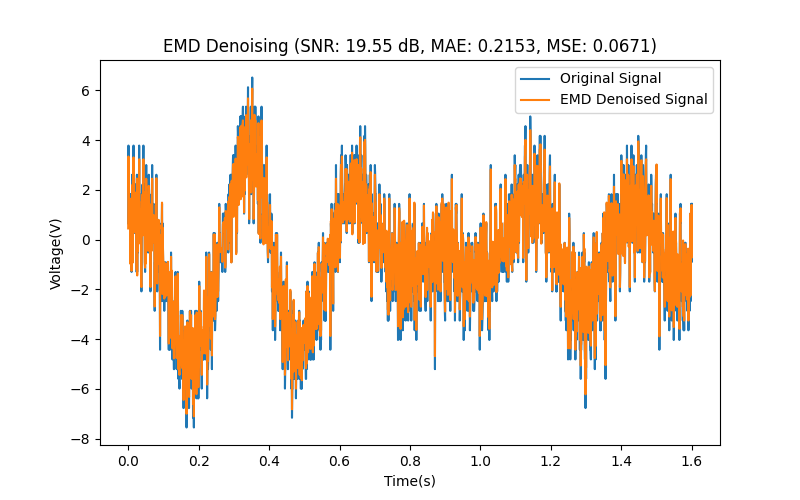 EMD Denoising (SNR: 19.55 dB, MAE: 0.2153, MSE: 0.0671)
Original Signal
EMD Denoised Signal
6
4
2
0
−2
−4
−6
−8
Voltage(V)
0.0 0.2 0.4 0.6 0.8 1.0 1.2 1.4 1.6
Time(s)